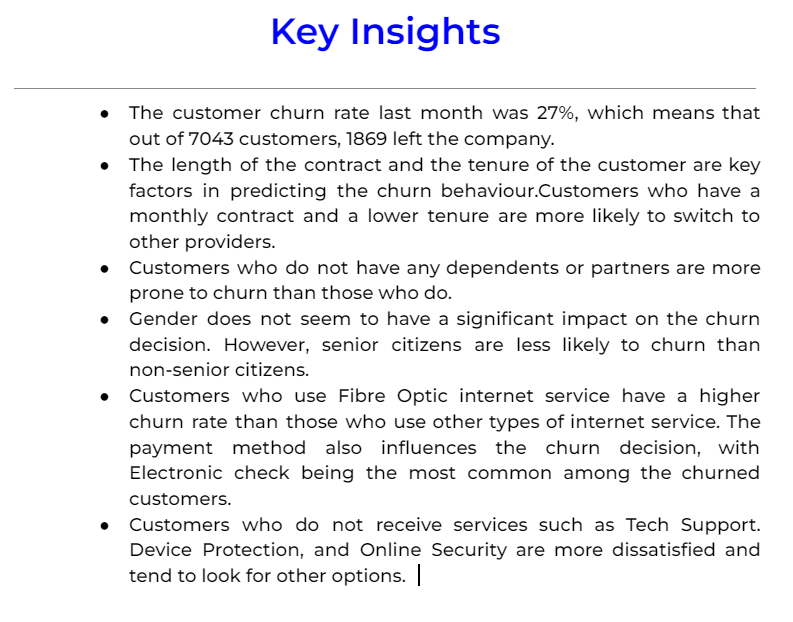 Key Insights
● The customer churn rate last month was 27%, which means that
out of 7043 customers, 1869 left the company.
● The length of the contract and the tenure of the customer are key
factors in predicting the churn behaviour.Customers who have a
monthly contract and a lower tenure are more likely to switch to
other providers.
● Customers who do not have any dependents or partners are more
prone to churn than those who do.
● Gender does not seem to have a significant impact on the churn
decision. However, senior citizens are less likely to churn than
non-senior citizens.
● Customers who use Fibre Optic internet service have a higher
churn rate than those who use other types of internet service. The
payment method also influences the churn decision, with
Electronic check being the most common among the churned
customers.
● Customers who do not receive services such as Tech Support.
Device Protection, and Online Security are more dissatisfied and
tend to look for other options.